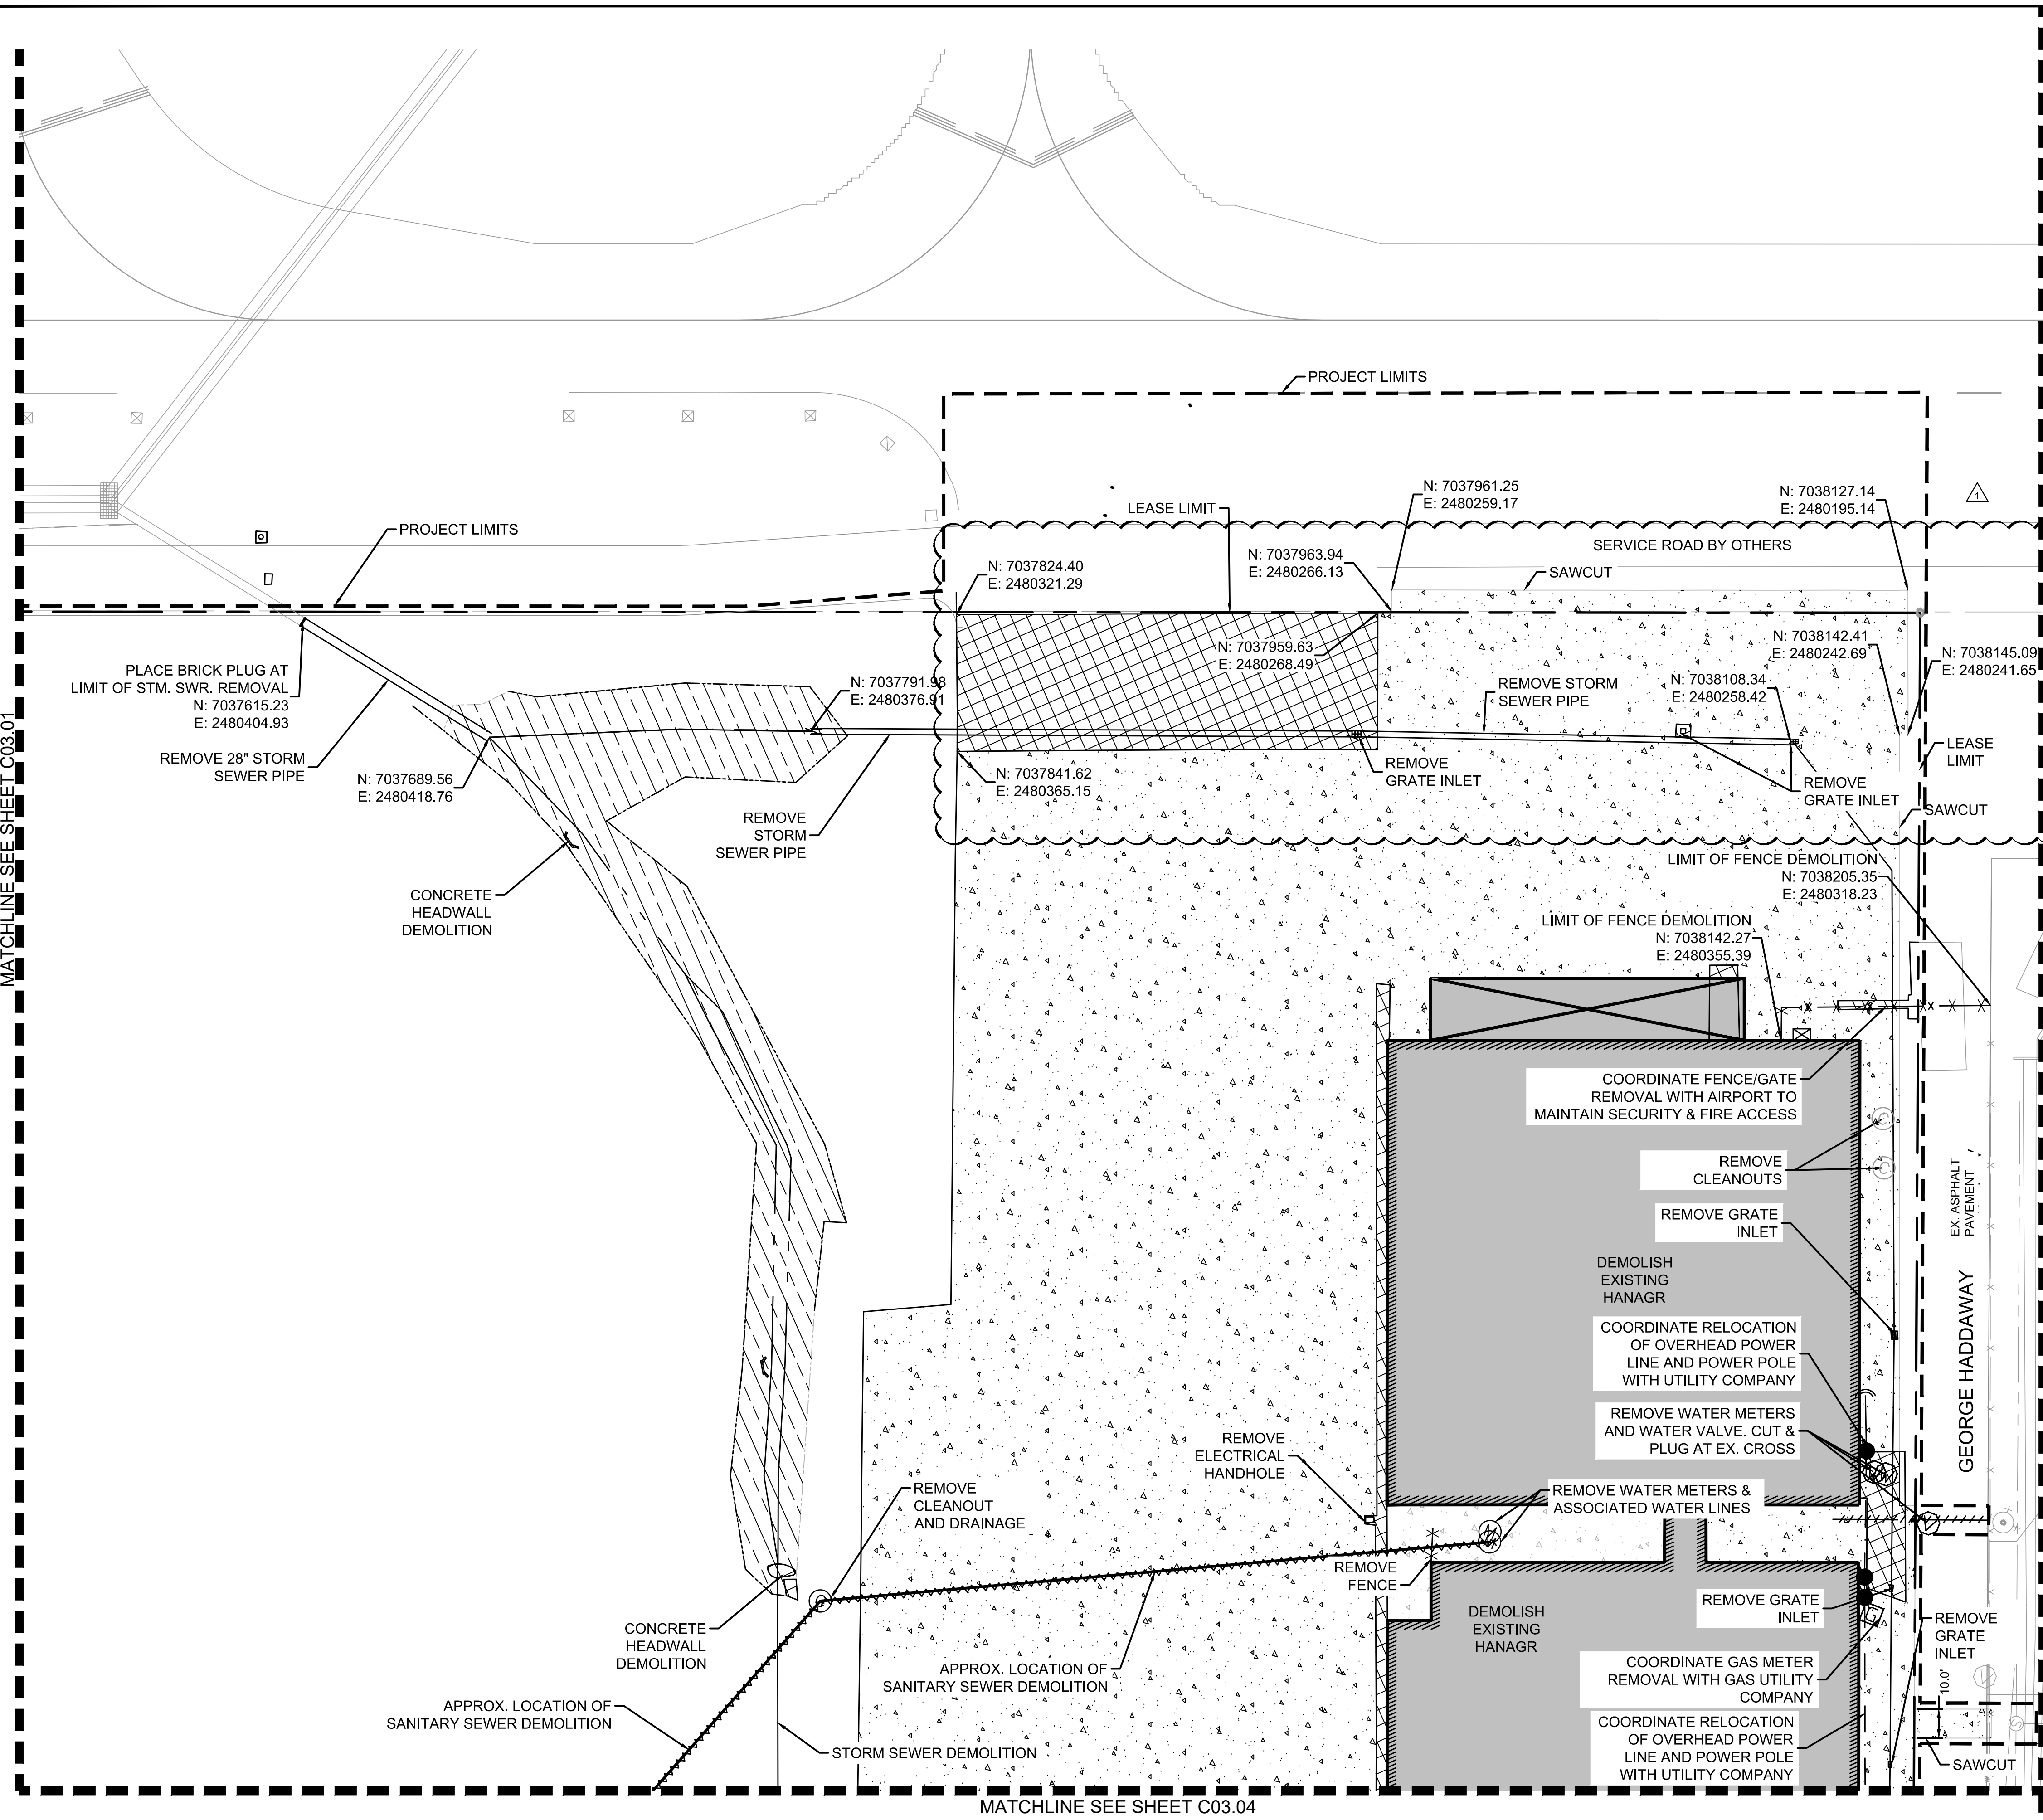 PROJECT LIMITS
N: 7037961.25
E: 2480259.17
N: 7038127.14
E: 2480195.14
1
LEASE LIMIT
PROJECT LIMITS
SERVICE ROAD BY OTHERS
N: 7037963.94
E: 2480266.13
N: 7037824.40
E: 2480321.29
SAWCUT
N: 7037959.63
E: 2480268.49
N: 7038142.41
E: 2480242.69
N: 7038145.09
E: 2480241.65
PLACE BRICK PLUG AT
LIMIT OF STM. SWR. REMOVAL
N: 7037615.23
E: 2480404.93
N: 7037791.98
E: 2480376.91
REMOVE STORM
SEWER PIPE
N: 7038108.34
E: 2480258.42
MATCHLINE SEE SHEET C03.01
REMOVE 28" STORM
SEWER PIPE
N: 7037689.56
E: 2480418.76
N: 7037841.62
E: 2480365.15
REMOVE
GRATE INLET
LEASE
LIMIT
REMOVE
GRATE INLET
SAWCUT
REMOVE
STORM
SEWER PIPE
LIMIT OF FENCE DEMOLITION
N: 7038205.35
E: 2480318.23
CONCRETE
HEADWALL
DEMOLITION
LIMIT OF FENCE DEMOLITION
N: 7038142.27
E: 2480355.39
COORDINATE FENCE/GATE
REMOVAL WITH AIRPORT TO
MAINTAIN SECURITY & FIRE ACCESS
REMOVE
CLEANOUTS
EX. ASPHALT
PAVEMENT
REMOVE GRATE
INLET
DEMOLISH
EXISTING
HANAGR
GEORGE HADDAWAY
COORDINATE RELOCATION
OF OVERHEAD POWER
LINE AND POWER POLE
WITH UTILITY COMPANY
REMOVE WATER METERS
AND WATER VALVE. CUT &
PLUG AT EX. CROSS
REMOVE
ELECTRICAL
HANDHOLE
REMOVE
CLEANOUT
AND DRAINAGE
REMOVE WATER METERS &
ASSOCIATED WATER LINES
REMOVE
FENCE
DEMOLISH
EXISTING
HANAGR
REMOVE GRATE
INLET
REMOVE
GRATE
INLET
CONCRETE
HEADWALL
DEMOLITION
APPROX. LOCATION OF
SANITARY SEWER DEMOLITION
COORDINATE GAS METER
REMOVAL WITH GAS UTILITY
COMPANY
10.0'
APPROX. LOCATION OF
SANITARY SEWER DEMOLITION
STORM SEWER DEMOLITION
COORDINATE RELOCATION
OF OVERHEAD POWER
LINE AND POWER POLE
WITH UTILITY COMPANY
SAWCUT
MATCHLINE SEE SHEET C03.04